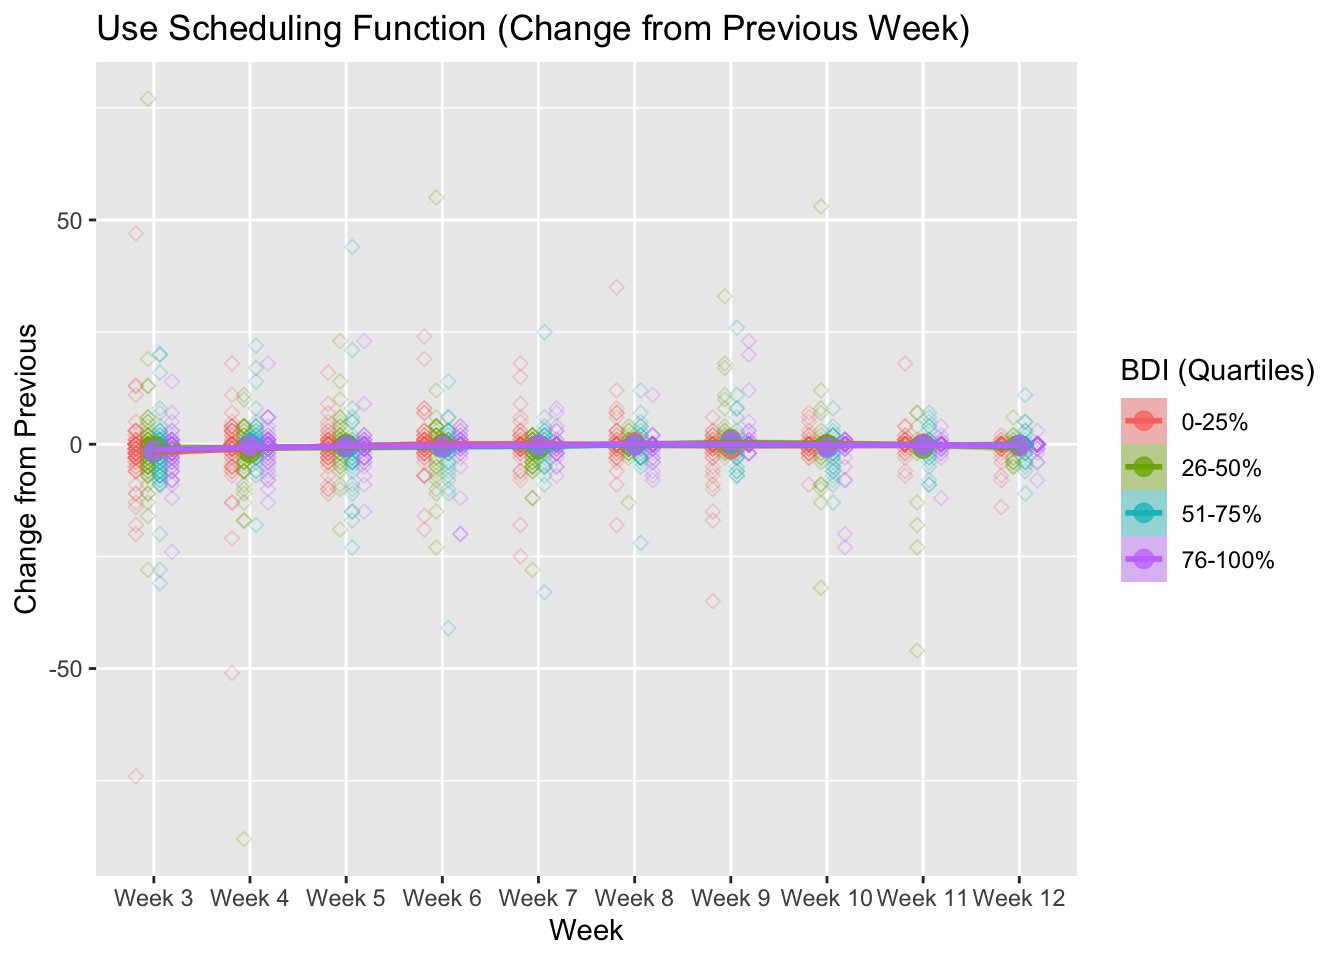 Use Scheduling Function (Change from Previous Week)
Change from Previous
50
0
-50
Week 3 Week 4 Week 5 Week 6 Week 7 Week 8 Week 9 Week 10 Week 11 Week 12
Week
BDI (Quartiles)
0-25%
26-50%
51-75%
76-100%